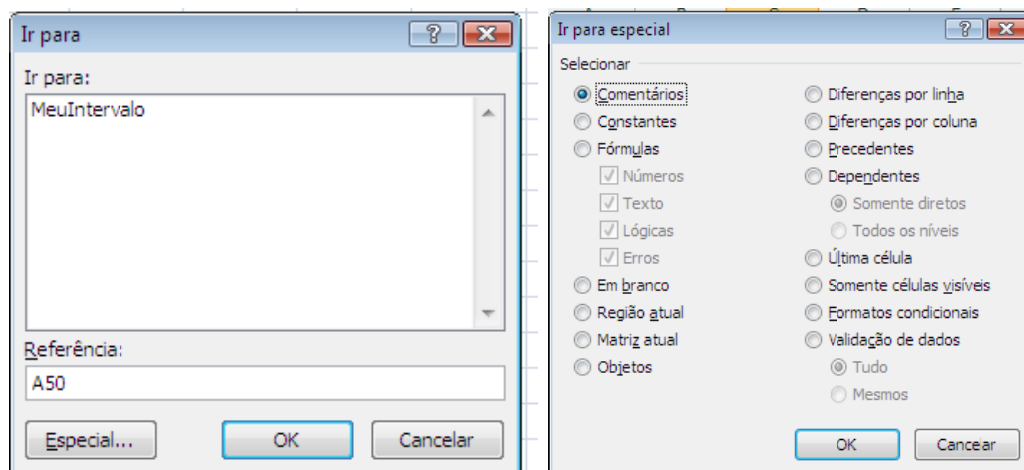 Ir para
Ir para:
MeuIntervalo
Referência:
A50
Especial...
OK
Cancelar
Ir para especial
Selecionar
Comentários
Constantes
Fórmulas
Números
Texto
Lógicas
Erros
Em branco
Região atual
Matriz atual
Objetos
Diferenças por linha
Diferenças por coluna
Precedentes
Dependentes
Somente diretos
Todos os níveis
Última célula
Somente células visíveis
Formatos condicionais
Validação de dados
Tudo
Mesmos
OK
Cancear